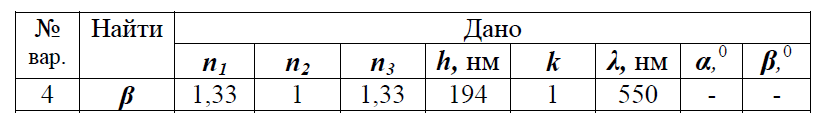 № вар. Найти Дано
n1 n2 n3 h, нм k λ, нм α,0 β,0
4 β 1,33 1 1,33 194 1 550 - -